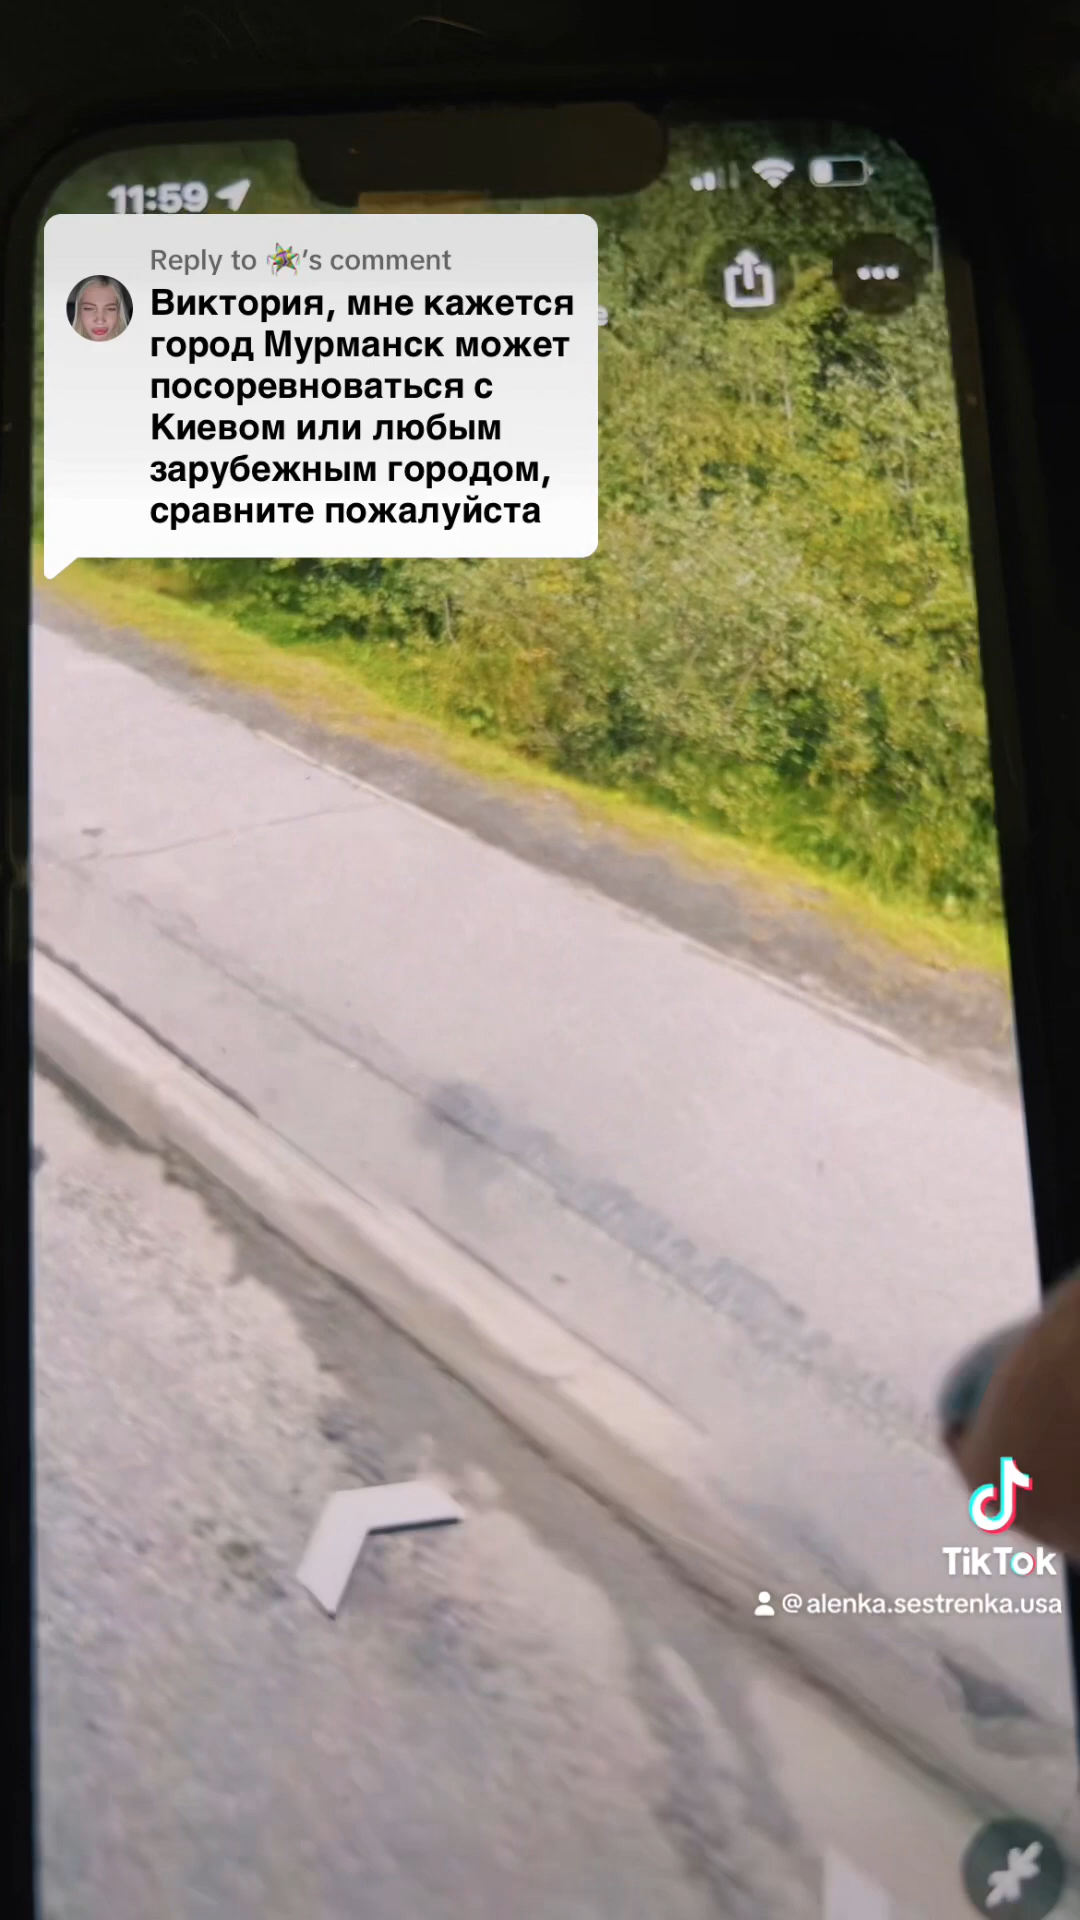 11:59
Reply to 's comment
Виктория, мне кажется
город Мурманск может
посоревноваться с
Киевом или любым
зарубежным городом,
сравните пожалуйста
TikTok
@alenka.sestrenka.usa